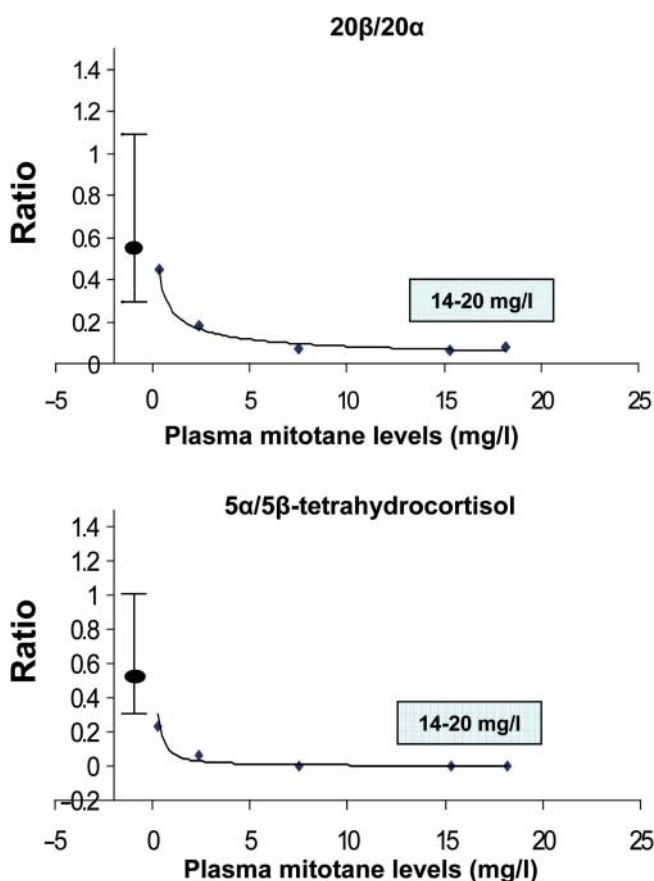 20β/20α
1.4
1.2
1
0.8
0.6
0.4
0.2
0
Ratio
14-20 mg/l
–5 0 5 10 15 20 25
Plasma mitotane levels (mg/l)
5α/5β-tetrahydrocortisol
1.4
1.2
1
0.8
0.6
0.4
0.2
0
–0.2
Ratio
14-20 mg/l
–5 0 5 10 15 20 25
Plasma mitotane levels (mg/l)